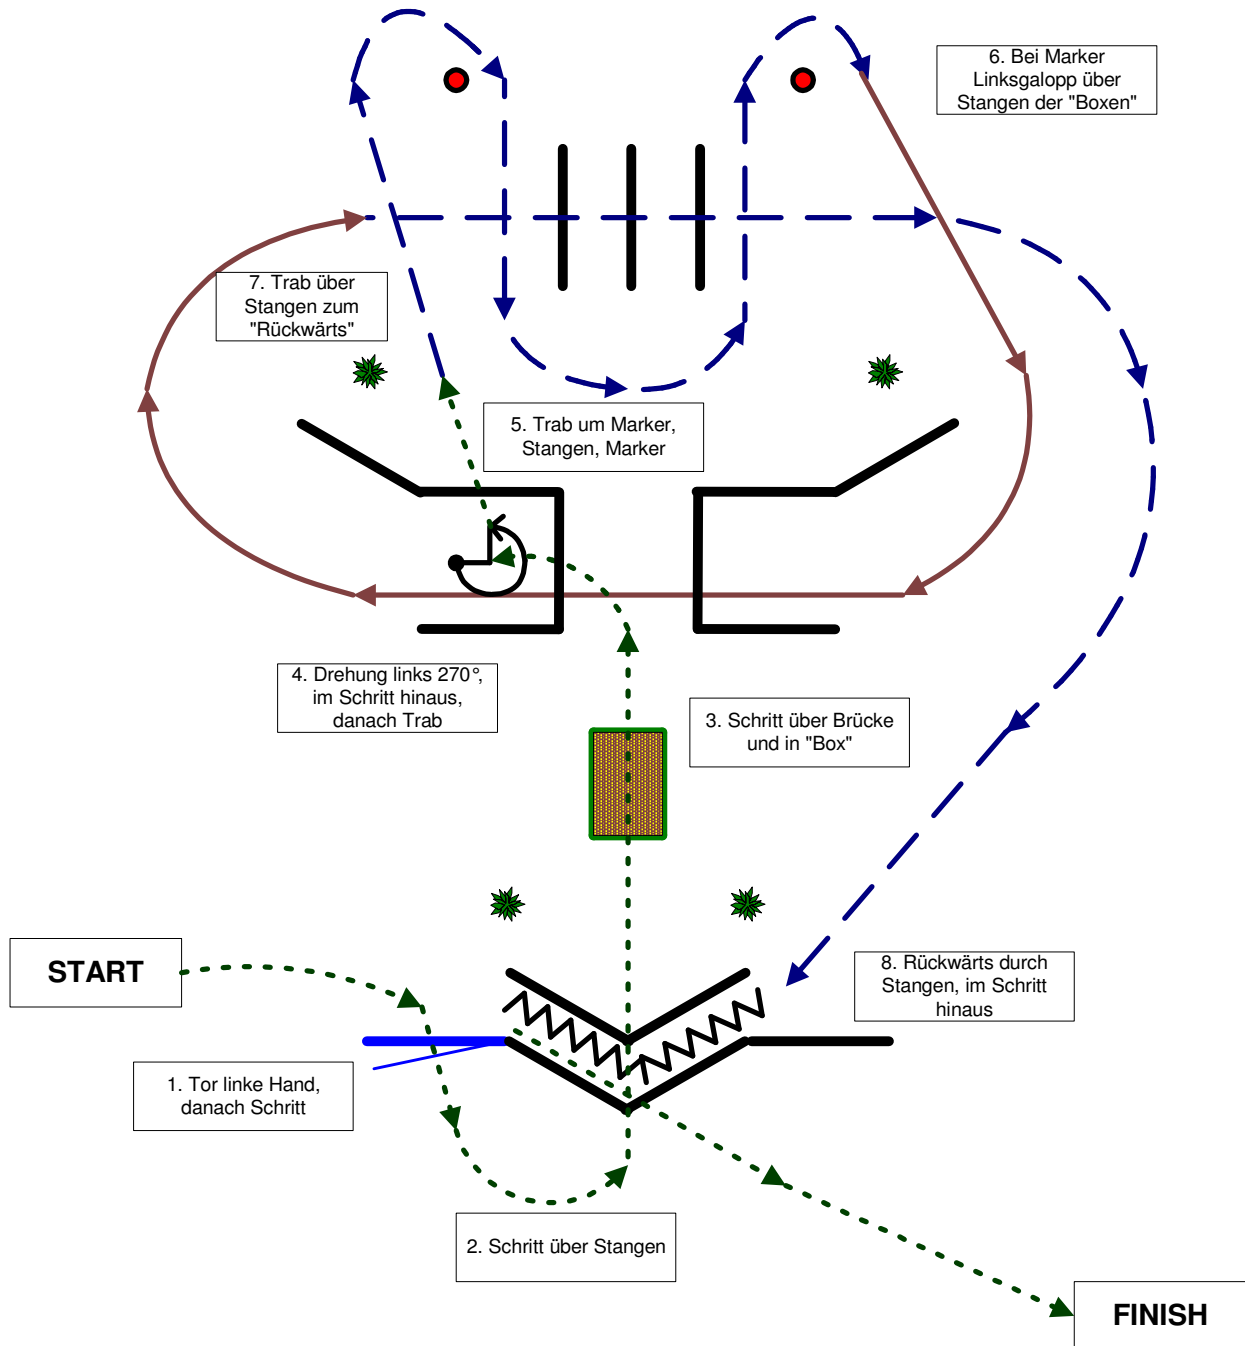 6. Bei Marker
Linksgalopp über
Stangen der "Boxen"
7. Trab über
Stangen zum
"Rückwärts"
5. Trab um Marker,
Stangen, Marker
4. Drehung links 270°,
im Schritt hinaus,
danach Trab
3. Schritt über Brücke
und in "Box"
START
8. Rückwärts durch
Stangen, im Schritt
hinaus
1. Tor linke Hand,
danach Schritt
2. Schritt über Stangen
FINISH